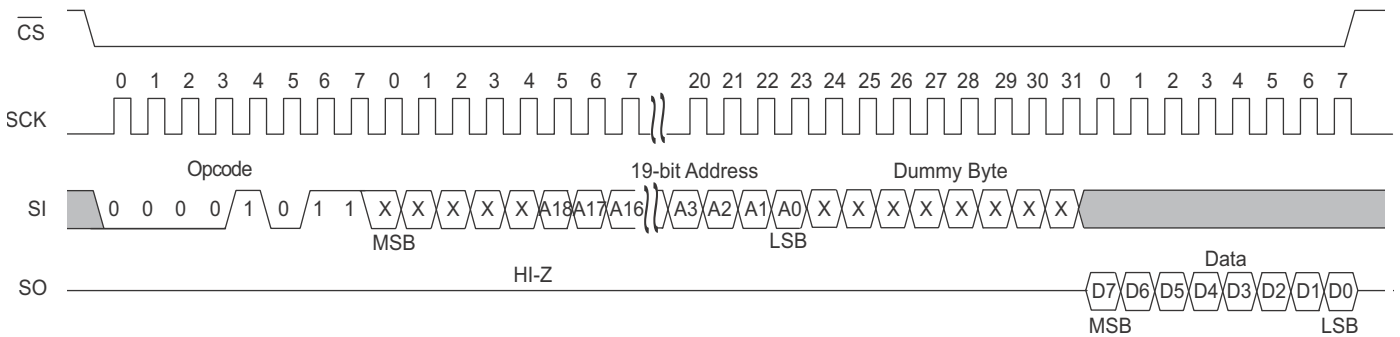 CS
0 1 2 3 4 5 6 7 0 1 2 3 4 5 6 7 20 21 22 23 24 25 26 27 28 29 30 31 0 1 2 3 4 5 6 7
SCK
Opcode 19-bit Address Dummy Byte
SI 0 0 0 0 1 0 1 1 X X X X X A18 A17 A16 A3 A2 A1 A0 X X X X X X X X
MSB LSB
HI-Z Data
SO D7 D6 D5 D4 D3 D2 D1 D0
MSB LSB